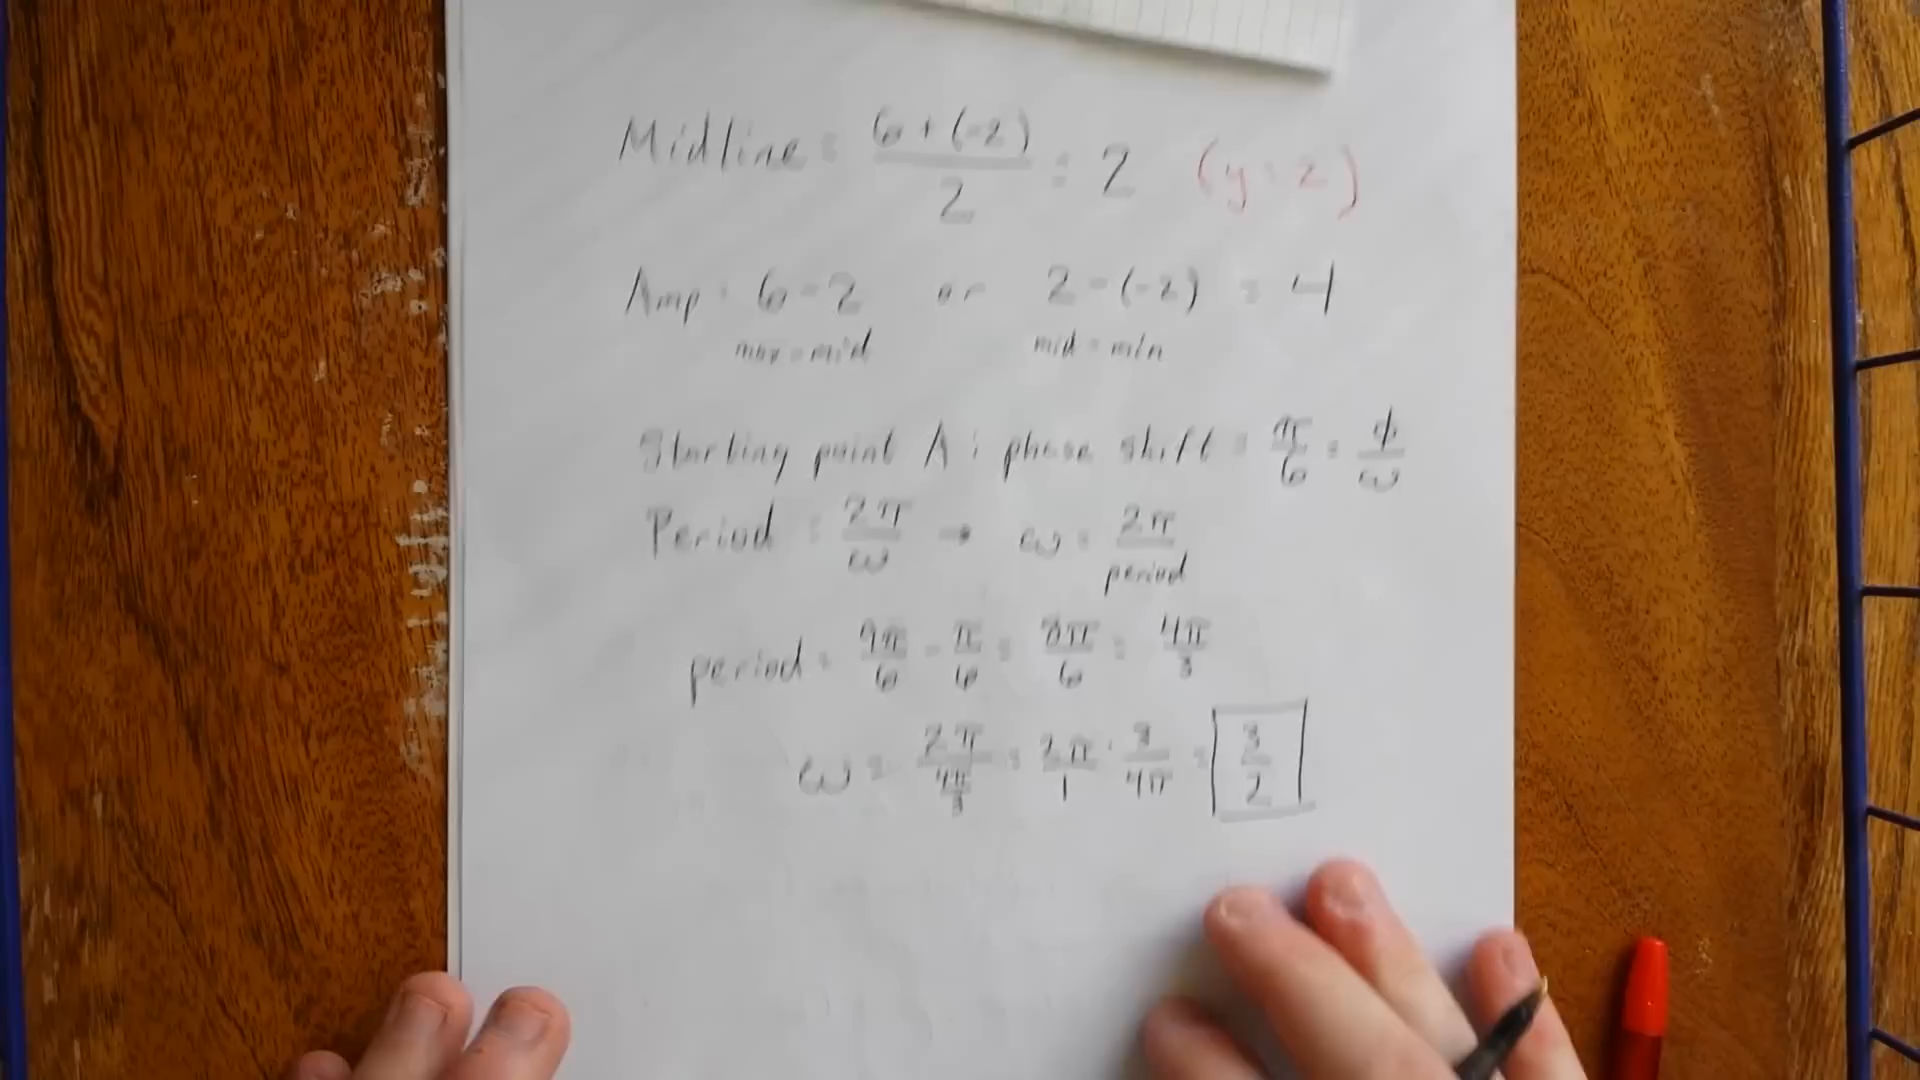 Midline = (6 + (-2))/2 = 2 (y = 2)
Amp = 6 - 2 or 2 - (-2) = 4
max - mid mid - min
Starting point A : phase shift = π/6 = ϕ/ω
Period = 2π/ω → ω = 2π/period
period = 9π/6 - π/6 = 8π/6 = 4π/3
ω = 2π/(4π/3) = 2π/1 · 3/4π = 3/2